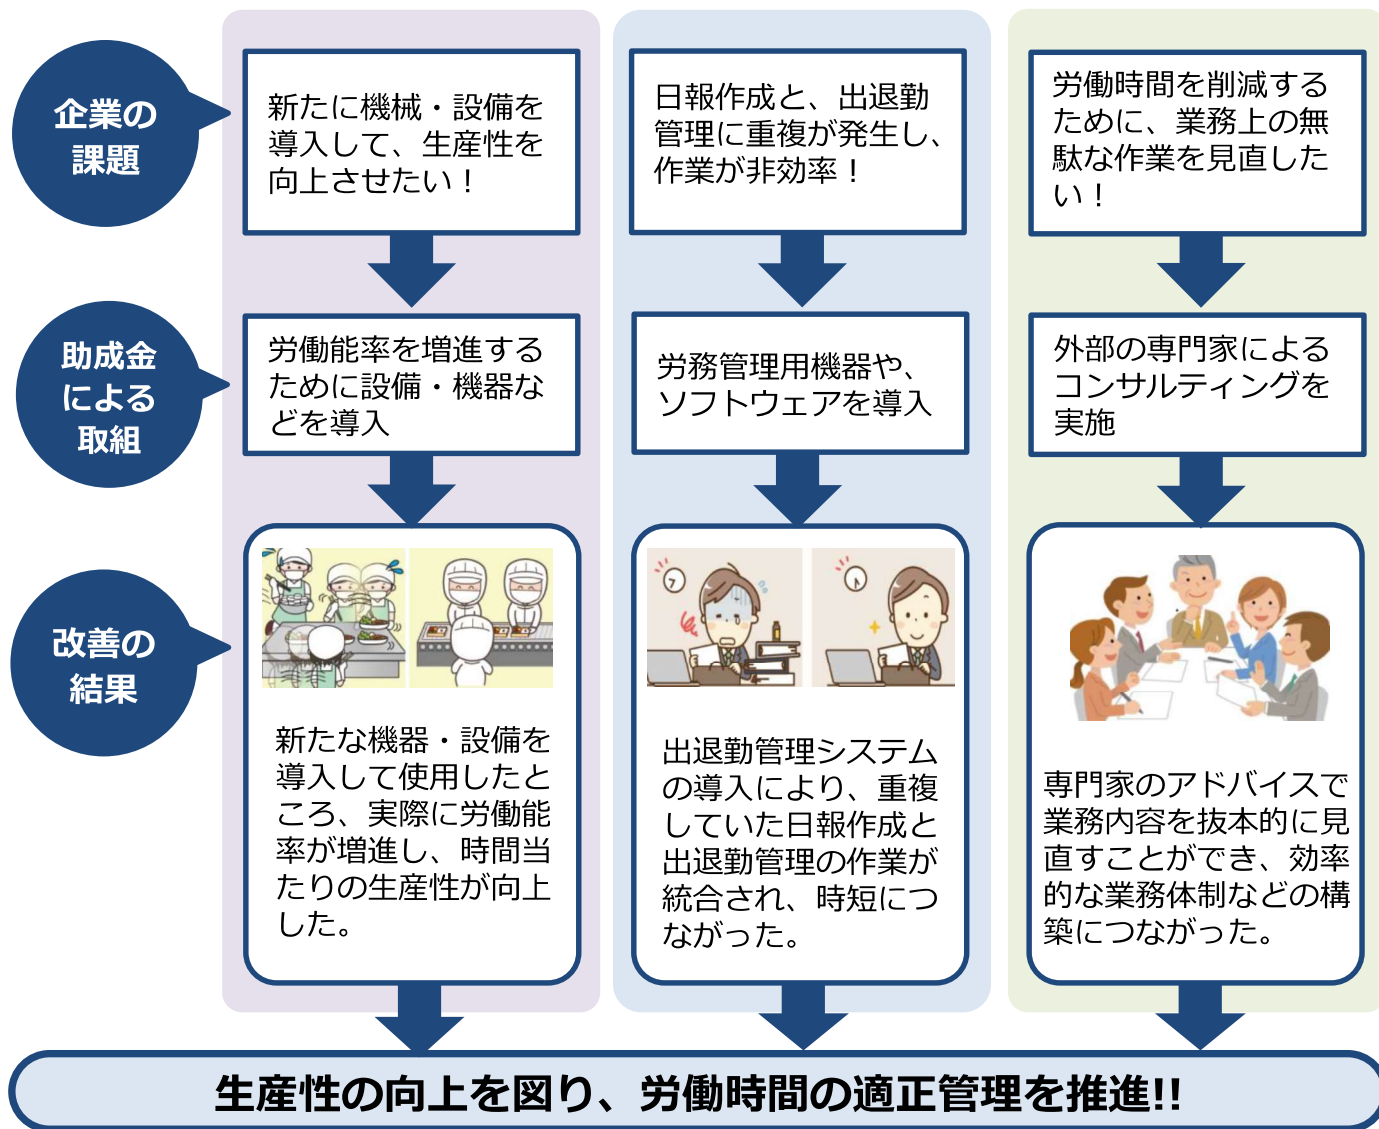 企業の
課題
新たに機械・設備を
導入して、生産性を
向上させたい！
日報作成と、出退勤
管理に重複が発生し、
作業が非効率！
労働時間を削減する
ために、業務上の無
駄な作業を見直した
い！
助成金
による
取組
労働能率を増進する
ために設備・機器な
どを導入
労務管理用機器や、
ソフトウェアを導入
外部の専門家による
コンサルティングを
実施
改善の
結果
新たな機器・設備を
導入して使用したと
ころ、実際に労働能
率が増進し、時間当
たりの生産性が向上
した。
出退勤管理システム
の導入により、重複
していた日報作成と
出退勤管理の作業が
統合され、時短につ
ながった。
専門家のアドバイスで
業務内容を抜本的に見
直すことができ、効率
的な業務体制などの構
築につながった。
生産性の向上を図り、労働時間の適正管理を推進!!